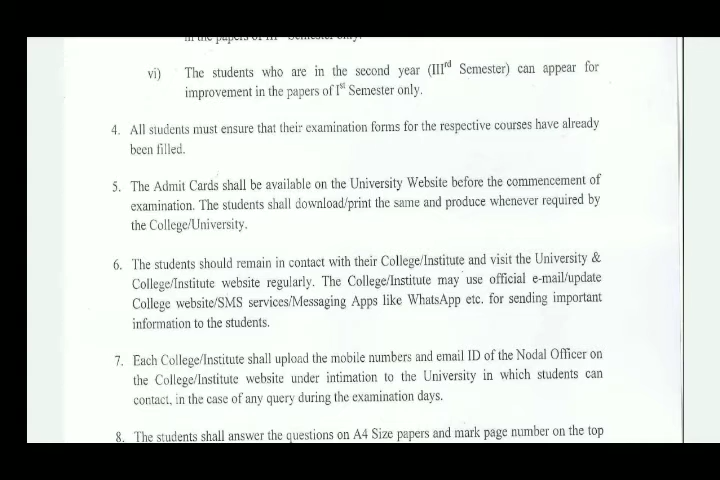 in the papers of III Semester only.
vi) The students who are in the second year (IIIrd Semester) can appear for
improvement in the papers of Ist Semester only.
4. All students must ensure that their examination forms for the respective courses have already
been filled.
5. The Admit Cards shall be available on the University Website before the commencement of
examination. The students shall download/print the same and produce whenever required by
the College/University.
6. The students should remain in contact with their College/Institute and visit the University &
College/Institute website regularly. The College/Institute may use official e-mail/update
College website/SMS services/Messaging Apps like WhatsApp etc. for sending important
information to the students.
7. Each College/Institute shall upload the mobile numbers and email ID of the Nodal Officer on
the College/Institute website under intimation to the University in which students can
contact, in the case of any query during the examination days.
8. The students shall answer the questions on A4 Size papers and mark page number on the top